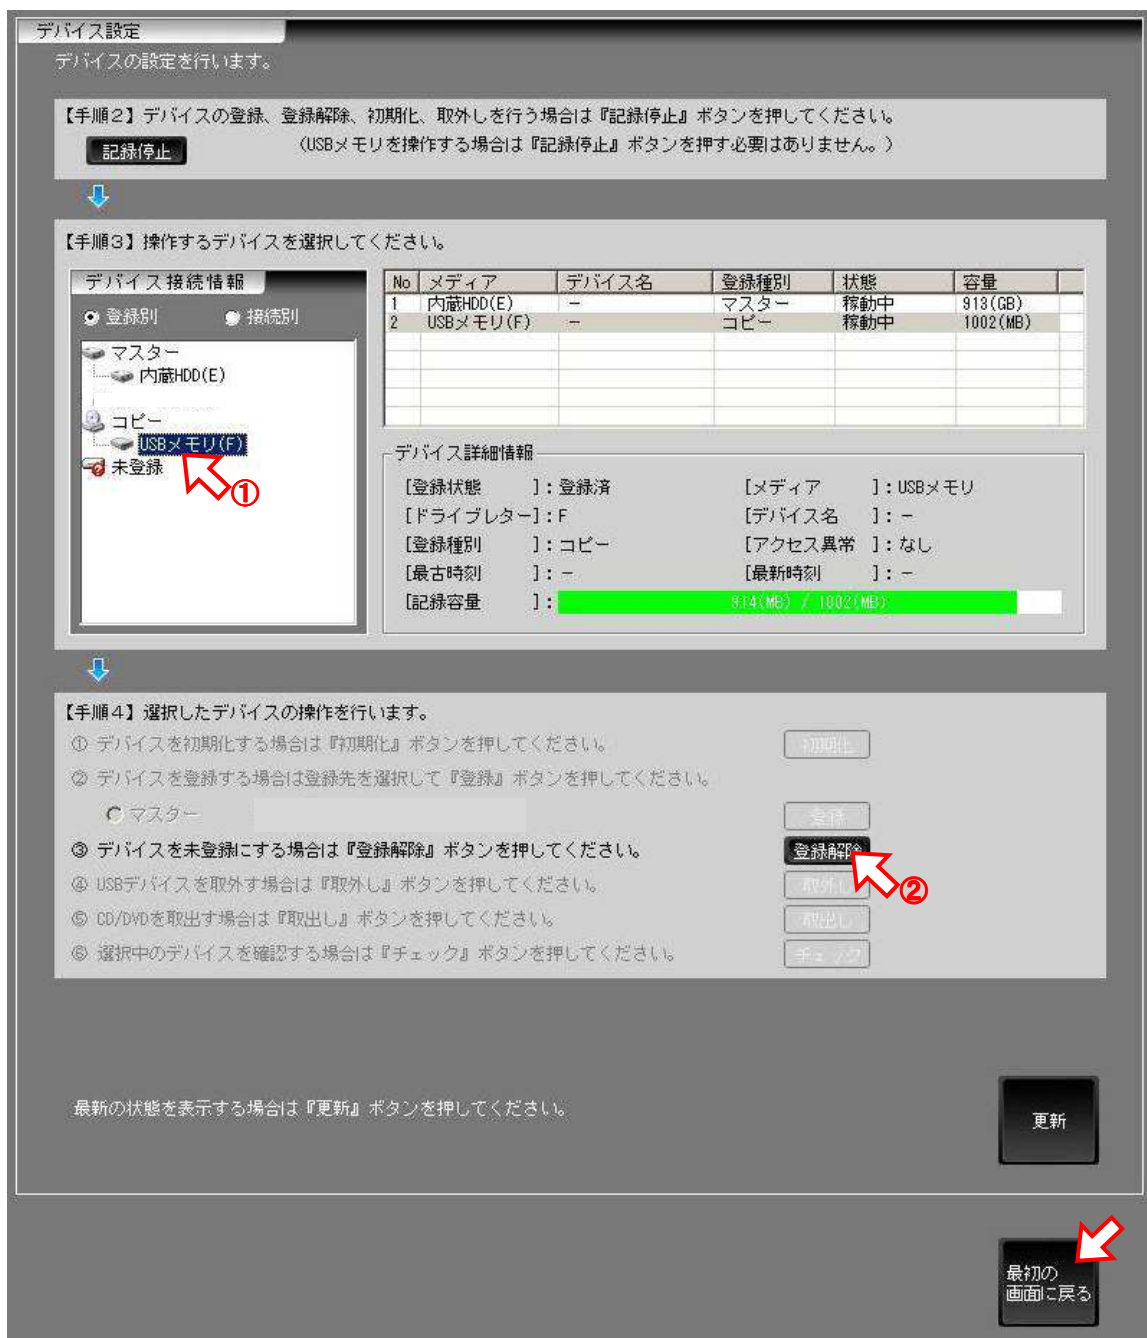 デバイス設定
デバイスの設定を行います。
【手順2】デバイスの登録、登録解除、初期化、取外しを行う場合は『記録停止』ボタンを押してください。
記録停止 (USBメモリを操作する場合は『記録停止』ボタンを押す必要はありません。)
【手順3】操作するデバイスを選択してください。
デバイス接続情報
登録別 接続別
マスター
内蔵HDD(E)
コピー
USBメモリ(F)
未登録
①
No メディア デバイス名 登録種別 状態 容量
1 内蔵HDD(E) － マスター 稼動中 913(GB)
2 USBメモリ(F) － コピー 稼動中 1002(MB)
デバイス詳細情報
[登録状態 ]：登録済 [メディア ]：USBメモリ
[ドライブレター]：F [デバイス名 ]：－
[登録種別 ]：コピー [アクセス異常 ]：なし
[最古時刻 ]：－ [最新時刻 ]：－
[記録容量 ]： 914(MB) / 1002(MB)
【手順4】選択したデバイスの操作を行います。
① デバイスを初期化する場合は『初期化』ボタンを押してください。 初期化
② デバイスを登録する場合は登録先を選択して『登録』ボタンを押してください。
マスター 登録
③ デバイスを未登録にする場合は『登録解除』ボタンを押してください。 登録解除
②
④ USBデバイスを取外す場合は『取外し』ボタンを押してください。 取外し
⑤ CD/DVDを取出す場合は『取出し』ボタンを押してください。 取出し
⑥ 選択中のデバイスを確認する場合は『チェック』ボタンを押してください。 チェック
最新の状態を表示する場合は『更新』ボタンを押してください。 更新
最初の
画面に戻る